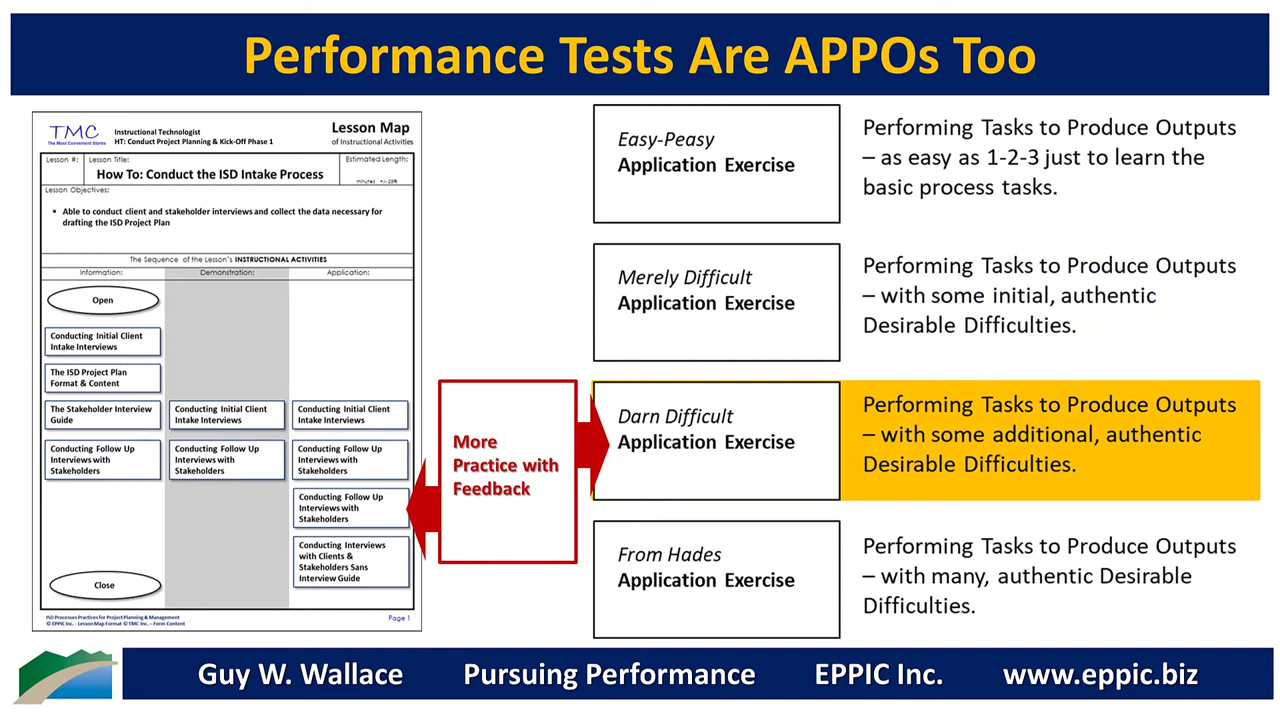 Performance Tests Are APPOs Too
TMC
The Most Convenient Stores
Instructional Technologist
HT: Conduct Project Planning & Kick-Off Phase 1
Lesson Map
of Instructional Activities
Lesson #:
Lesson Title:
How To: Conduct the ISD Intake Process
Estimated Length:
minutes +/- 25%
Lesson Objectives:
▪ Able to conduct client and stakeholder interviews and collect the data necessary for
drafting the ISD Project Plan
The Sequence of the Lesson's INSTRUCTIONAL ACTIVITIES
Information:
Demonstration:
Application:
Open
Conducting Initial Client
Intake Interviews
The ISD Project Plan
Format & Content
The Stakeholder Interview
Guide
Conducting Initial Client
Intake Interviews
Conducting Initial Client
Intake Interviews
Conducting Follow Up
Interviews with
Stakeholders
Conducting Follow Up
Interviews with
Stakeholders
Conducting Follow Up
Interviews with
Stakeholders
Conducting Follow Up
Interviews with
Stakeholders
Conducting Interviews
with Clients &
Stakeholders Sans
Interview Guide
Close
ISD Processes Practices for Project Planning & Management
© EPPIC Inc. - Lesson Map Format © TMC Inc. – Form Content
Page 1
More
Practice with
Feedback
Easy-Peasy
Application Exercise
Performing Tasks to Produce Outputs
– as easy as 1-2-3 just to learn the
basic process tasks.
Merely Difficult
Application Exercise
Performing Tasks to Produce Outputs
– with some initial, authentic
Desirable Difficulties.
Darn Difficult
Application Exercise
Performing Tasks to Produce Outputs
– with some additional, authentic
Desirable Difficulties.
From Hades
Application Exercise
Performing Tasks to Produce Outputs
– with many, authentic Desirable
Difficulties.
Guy W. Wallace Pursuing Performance EPPIC Inc. www.eppic.biz